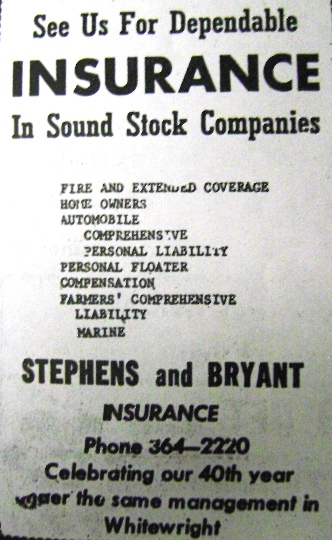 See Us For Dependable
INSURANCE
In Sound Stock Companies
FIRE AND EXTENDED COVERAGE
HOME OWNERS
AUTOMOBILE
COMPREHENSIVE
PERSONAL LIABILITY
PERSONAL FLOATER
COMPENSATION
FARMERS' COMPREHENSIVE
LIABILITY
MARINE
STEPHENS and BRYANT
INSURANCE
Phone 364—2220
Celebrating our 40th year
under the same management in
Whitewright